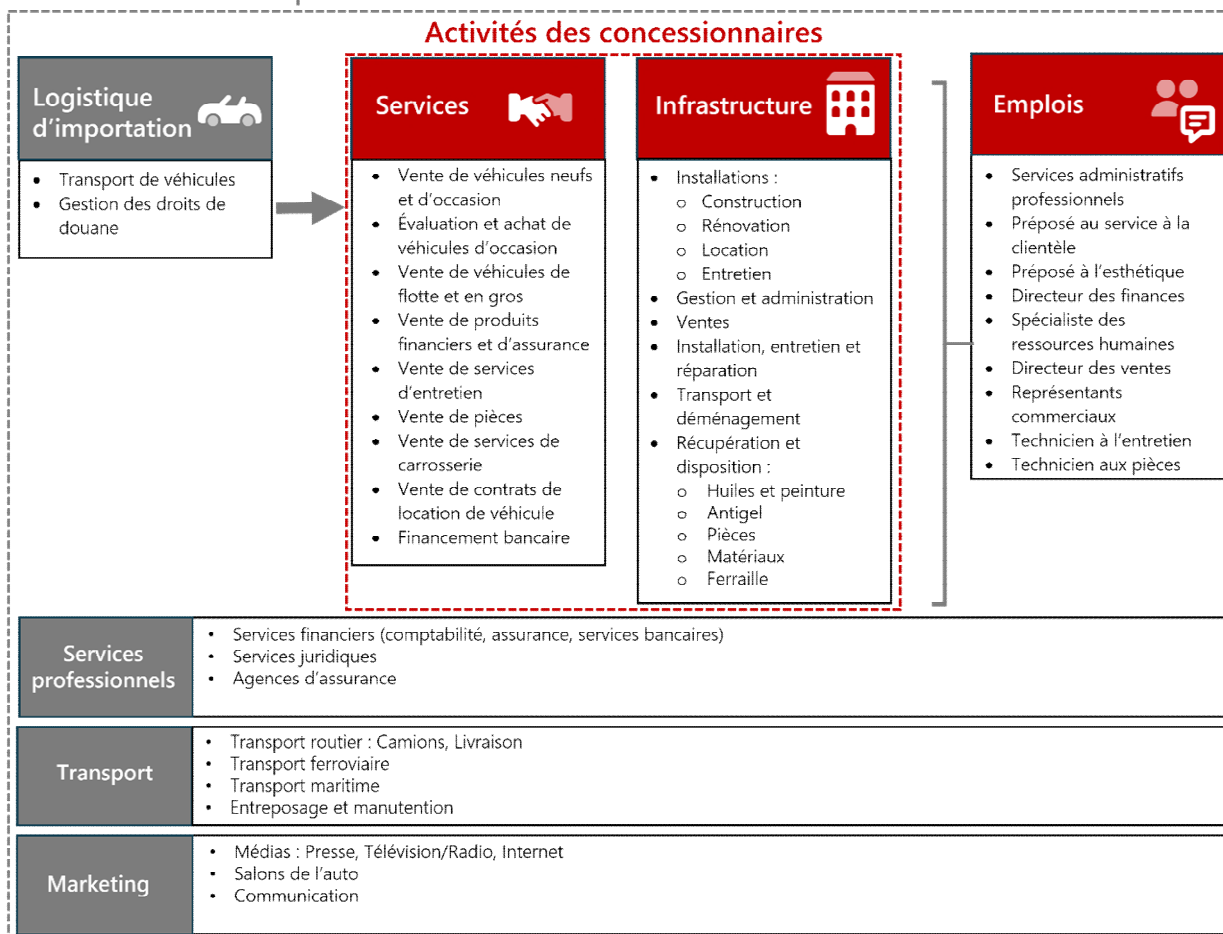 Activités des concessionnaires
Logistique
d'importation
• Transport de véhicules
• Gestion des droits de
douane
Services
• Vente de véhicules neufs
et d'occasion
• Évaluation et achat de
véhicules d'occasion
• Vente de véhicules de
flotte et en gros
• Vente de produits
financiers et d'assurance
• Vente de services
d'entretien
• Vente de pièces
• Vente de services de
carrosserie
• Vente de contrats de
location de véhicule
• Financement bancaire
Infrastructure
• Installations :
o Construction
o Rénovation
o Location
o Entretien
• Gestion et administration
• Ventes
• Installation, entretien et
réparation
• Transport et
déménagement
• Récupération et
disposition :
o Huiles et peinture
o Antigel
o Pièces
o Matériaux
o Ferraille
Emplois
• Services administratifs
professionnels
• Préposé au service à la
clientèle
• Préposé à l'esthétique
• Directeur des finances
• Spécialiste des
ressources humaines
• Directeur des ventes
• Représentants
commerciaux
• Technicien à l'entretien
• Technicien aux pièces
Services
professionnels
• Services financiers (comptabilité, assurance, services bancaires)
• Services juridiques
• Agences d'assurance
Transport
• Transport routier : Camions, Livraison
• Transport ferroviaire
• Transport maritime
• Entreposage et manutention
Marketing
• Médias : Presse, Télévision/Radio, Internet
• Salons de l'auto
• Communication